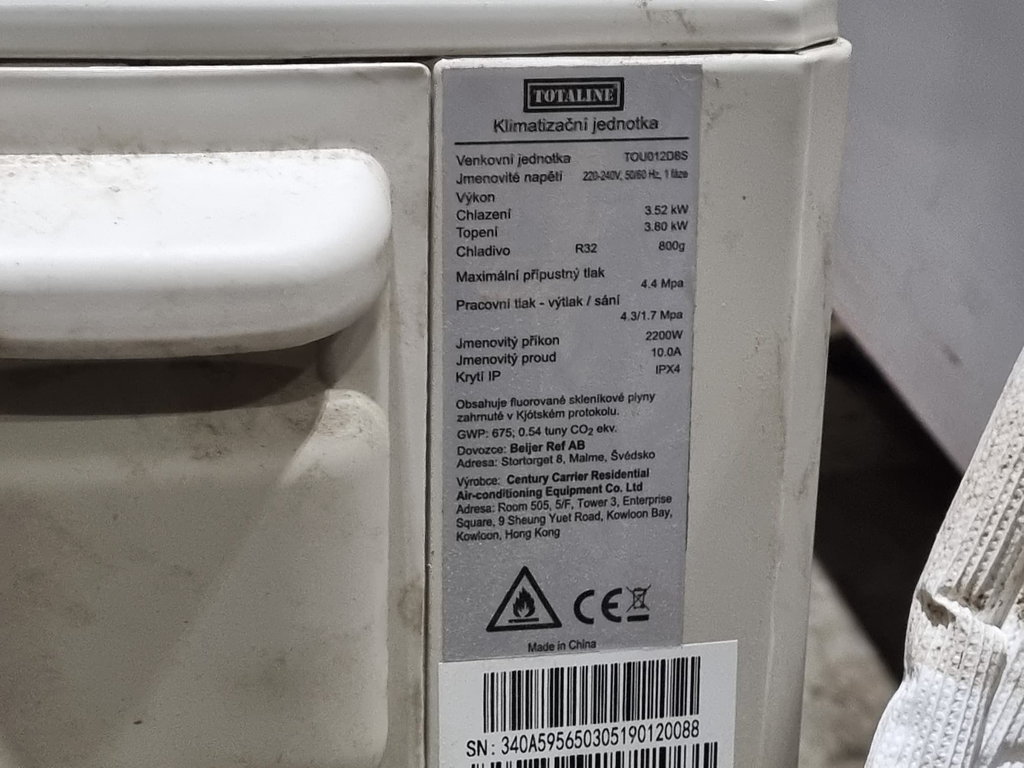 TOTALINE
Klimatizační jednotka
Venkovní jednotka TOU012D8S
Jmenovité napětí 220-240V, 50/60 Hz, 1 fáze
Výkon
Chlazení 3.52 kW
Topení 3.80 kW
Chladivo R32 800g
Maximální přípustný tlak
4.4 Mpa
Pracovní tlak - výtlak / sání
4.3/1.7 Mpa
Jmenovitý příkon 2200W
Jmenovitý proud 10.0A
Krytí IP IPX4
Obsahuje fluorované skleníkové plyny
zahrnuté v Kjótském protokolu.
GWP: 675; 0.54 tuny CO₂ ekv.
Dovozce: Beijer Ref AB
Adresa: Stortorget 8, Malme, Švédsko
Výrobce: Century Carrier Residential
Air-conditioning Equipment Co. Ltd
Adresa: Room 505, 5/F, Tower 3, Enterprise
Square, 9 Sheung Yuet Road, Kowloon Bay,
Kowloon, Hong Kong
CE
Made in China
SN: 340A595650305190120088